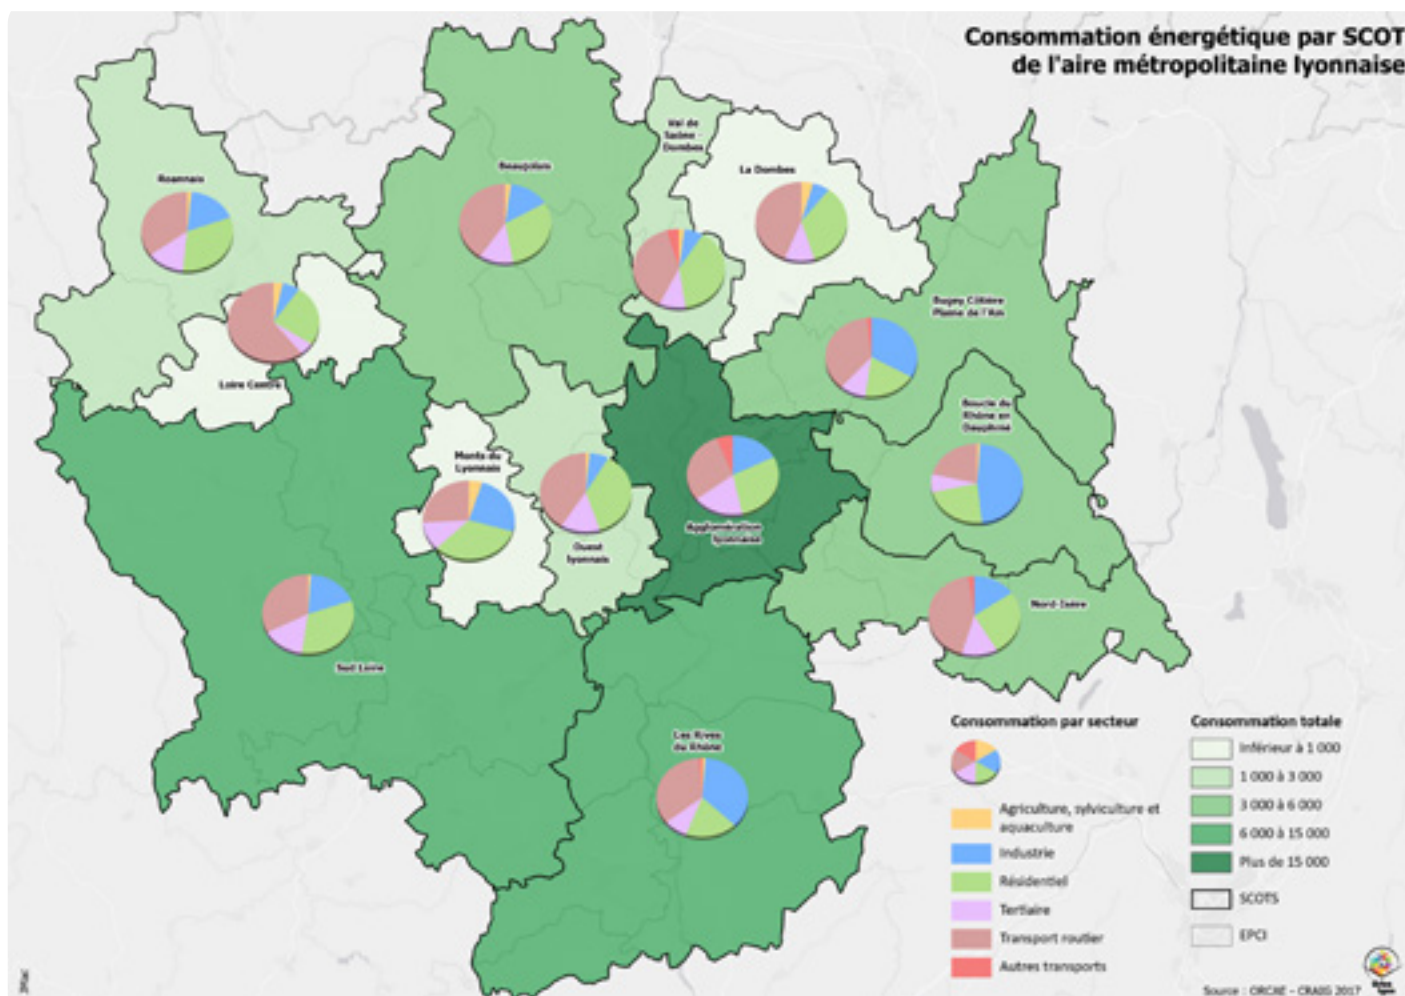 Consommation énergétique par SCOT
de l'aire métropolitaine lyonnaise
Val de
Saône -
Dombes
Beaujolais
La Dombes
Roannais
Bugey Côtière
Plaine de l'Ain
Loire Centre
Boucle du
Rhône en
Dauphiné
Monts du
Lyonnais
Agglomération
lyonnaise
Ouest
lyonnais
Nord-Isère
Sud Loire
Les Rives
du Rhône
Consommation par secteur
Agriculture, sylviculture et
aquaculture
Industrie
Résidentiel
Tertiaire
Transport routier
Autres transports
Consommation totale
Inférieur à 1 000
1 000 à 3 000
3 000 à 6 000
6 000 à 15 000
Plus de 15 000
SCOTS
EPCI
Source : ORCAE - CRAIIG 2017